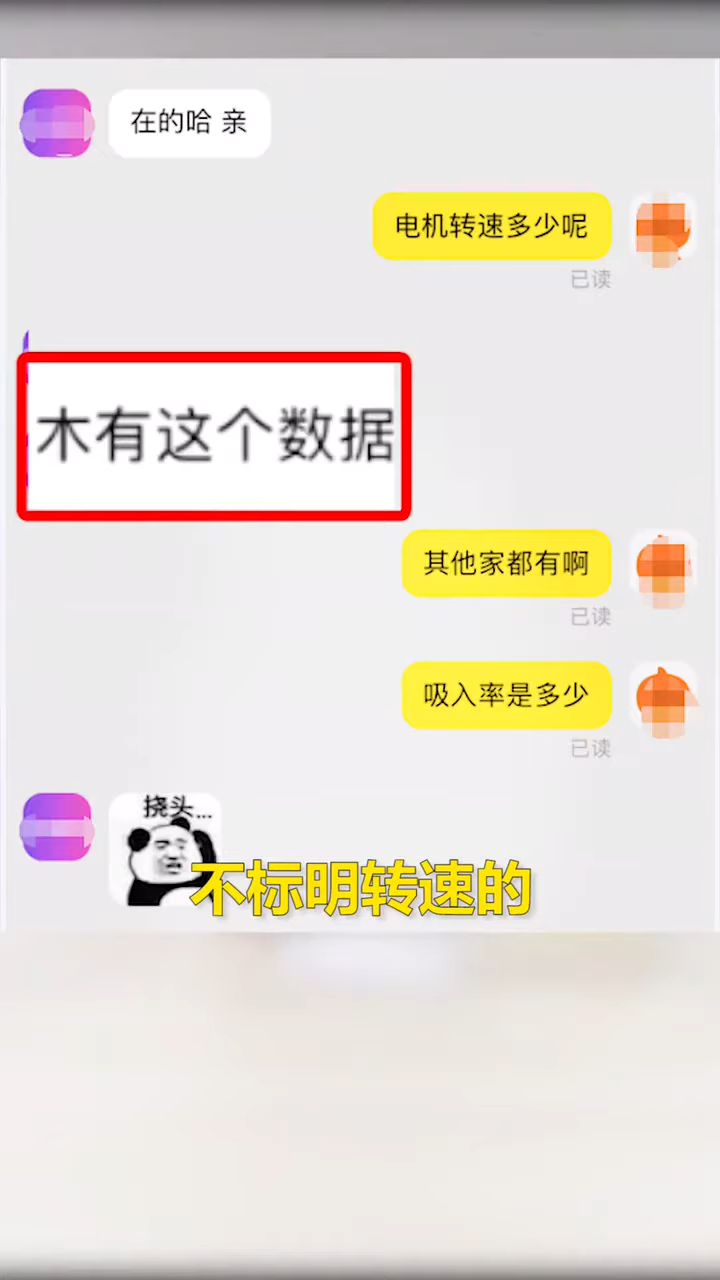 在的哈 亲
电机转速多少呢
已读
木有这个数据
其他家都有啊
已读
吸入率是多少
已读
挠头...
不标明转速的